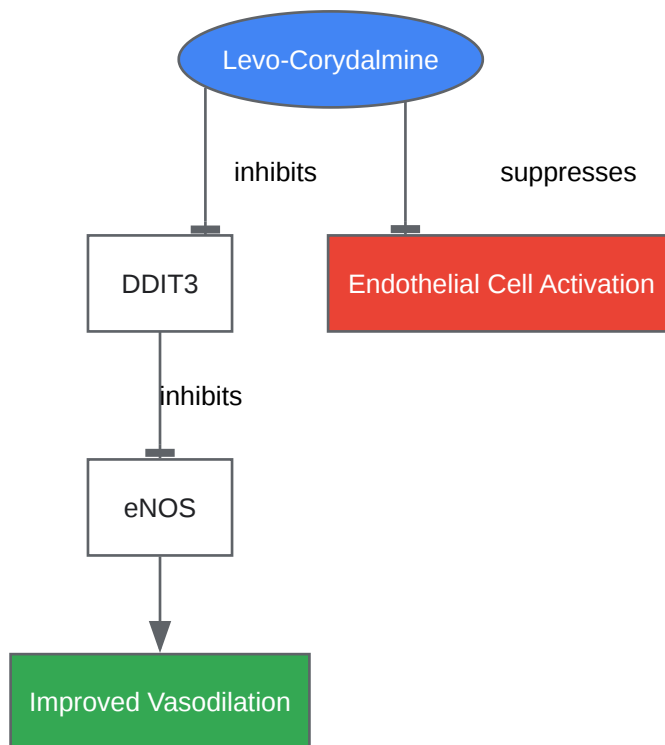 Levo-Corydalmine
inhibits
suppresses
DDIT3
Endothelial Cell Activation
inhibits
eNOS
Improved Vasodilation